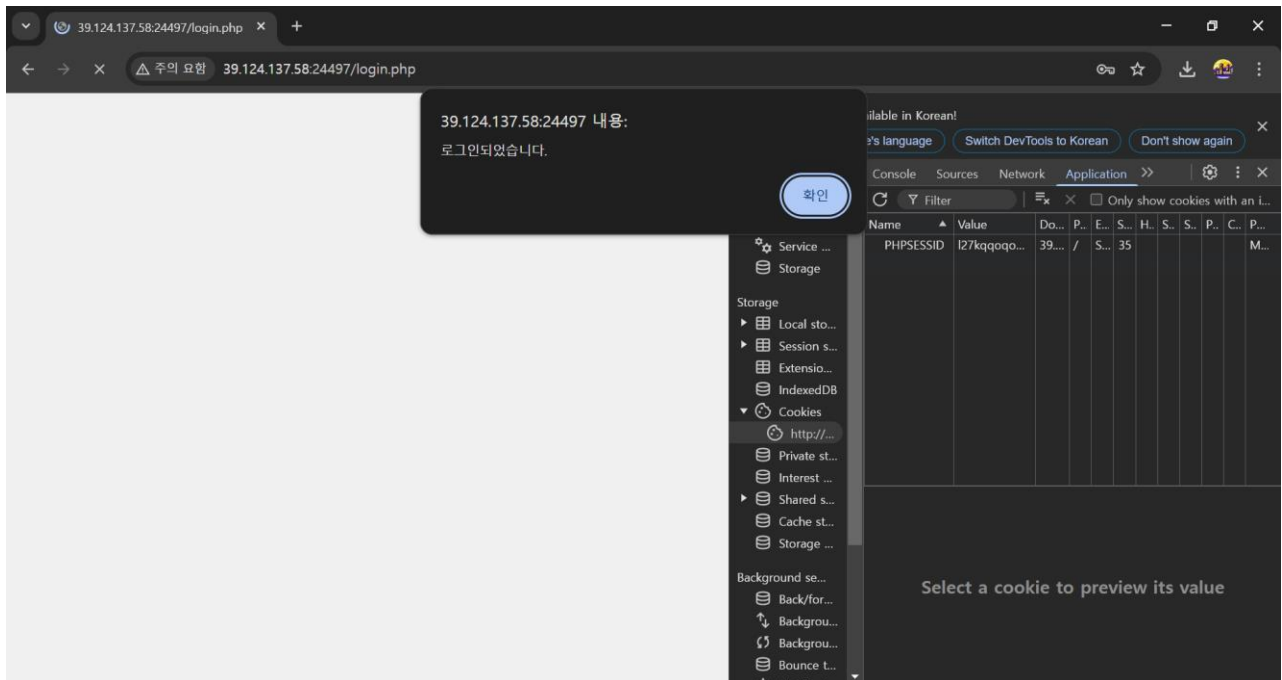 39.124.137.58:24497/login.php
주의 요함 39.124.137.58:24497/login.php
39.124.137.58:24497 내용:
로그인되었습니다.
확인
ilable in Korean!
e's language
Switch DevTools to Korean
Don't show again
Console Sources Network Application
Filter
Only show cookies with an i...
Name Value Do... P.. E... S... H.. S.. S.. P.. C.. P...
PHPSESSID l27kqqoqo... 39.... / S... 35 M...
Service ...
Storage
Storage
Local sto...
Session s...
Extensio...
IndexedDB
Cookies
http://...
Private st...
Interest ...
Shared s...
Cache st...
Storage ...
Background se...
Back/for...
Backgrou...
Backgrou...
Bounce t...
Select a cookie to preview its value